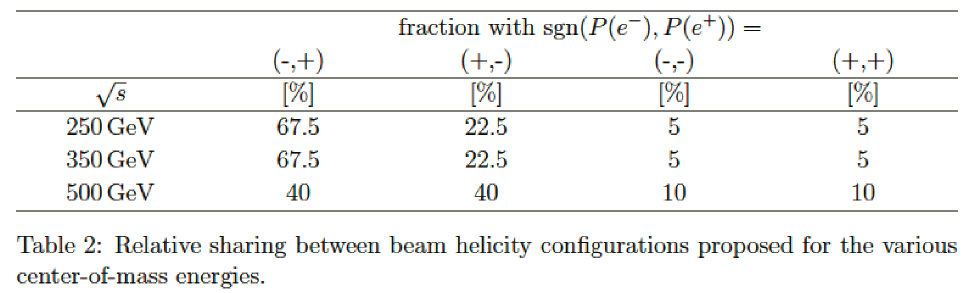 fraction with sgn(P(e⁻), P(e⁺)) =
(-,+) (+,-) (-,-) (+,+)
√s [%] [%] [%] [%]
250 GeV 67.5 22.5 5 5
350 GeV 67.5 22.5 5 5
500 GeV 40 40 10 10
Table 2: Relative sharing between beam helicity configurations proposed for the various
center-of-mass energies.